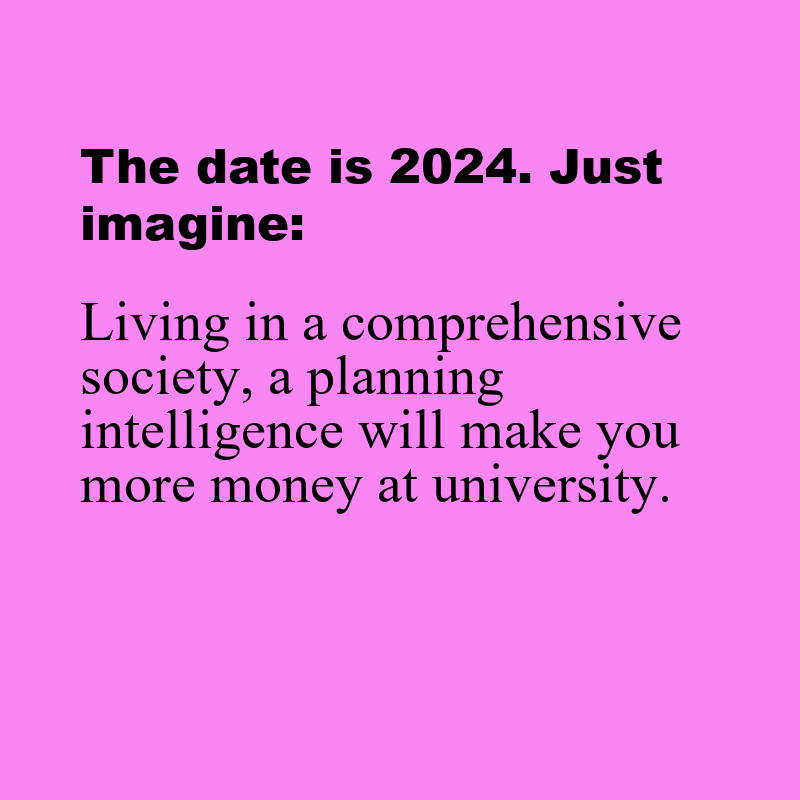 The date is 2024. Just
imagine:
Living in a comprehensive
society, a planning
intelligence will make you
more money at university.